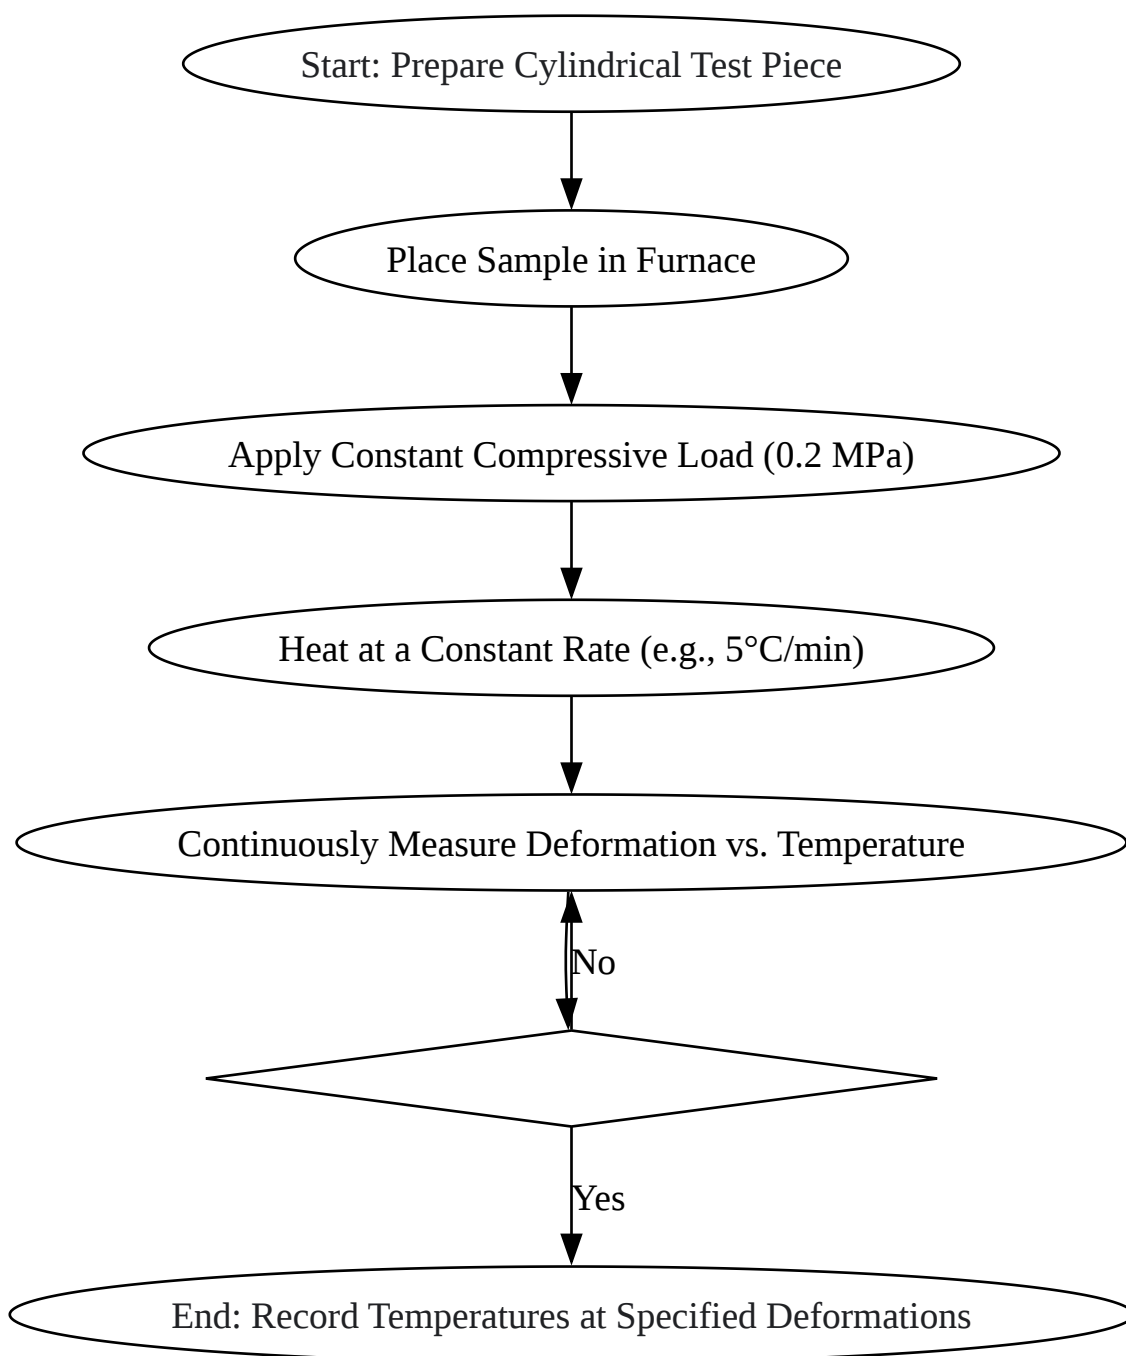 Start: Prepare Cylindrical Test Piece
Place Sample in Furnace
Apply Constant Compressive Load (0.2 MPa)
Heat at a Constant Rate (e.g., 5°C/min)
Continuously Measure Deformation vs. Temperature
No
Yes
End: Record Temperatures at Specified Deformations